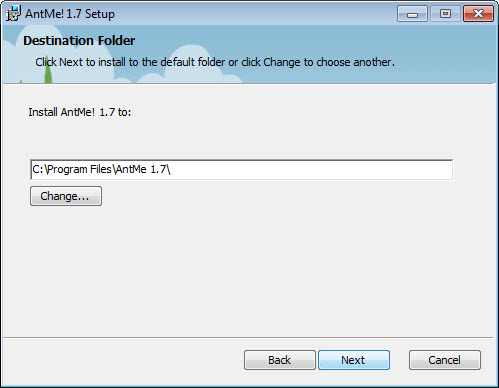 AntMe! 1.7 Setup
Destination Folder
Click Next to install to the default folder or click Change to choose another.
Install AntMe! 1.7 to:
C:\Program Files\AntMe 1.7\
Change...
Back
Next
Cancel